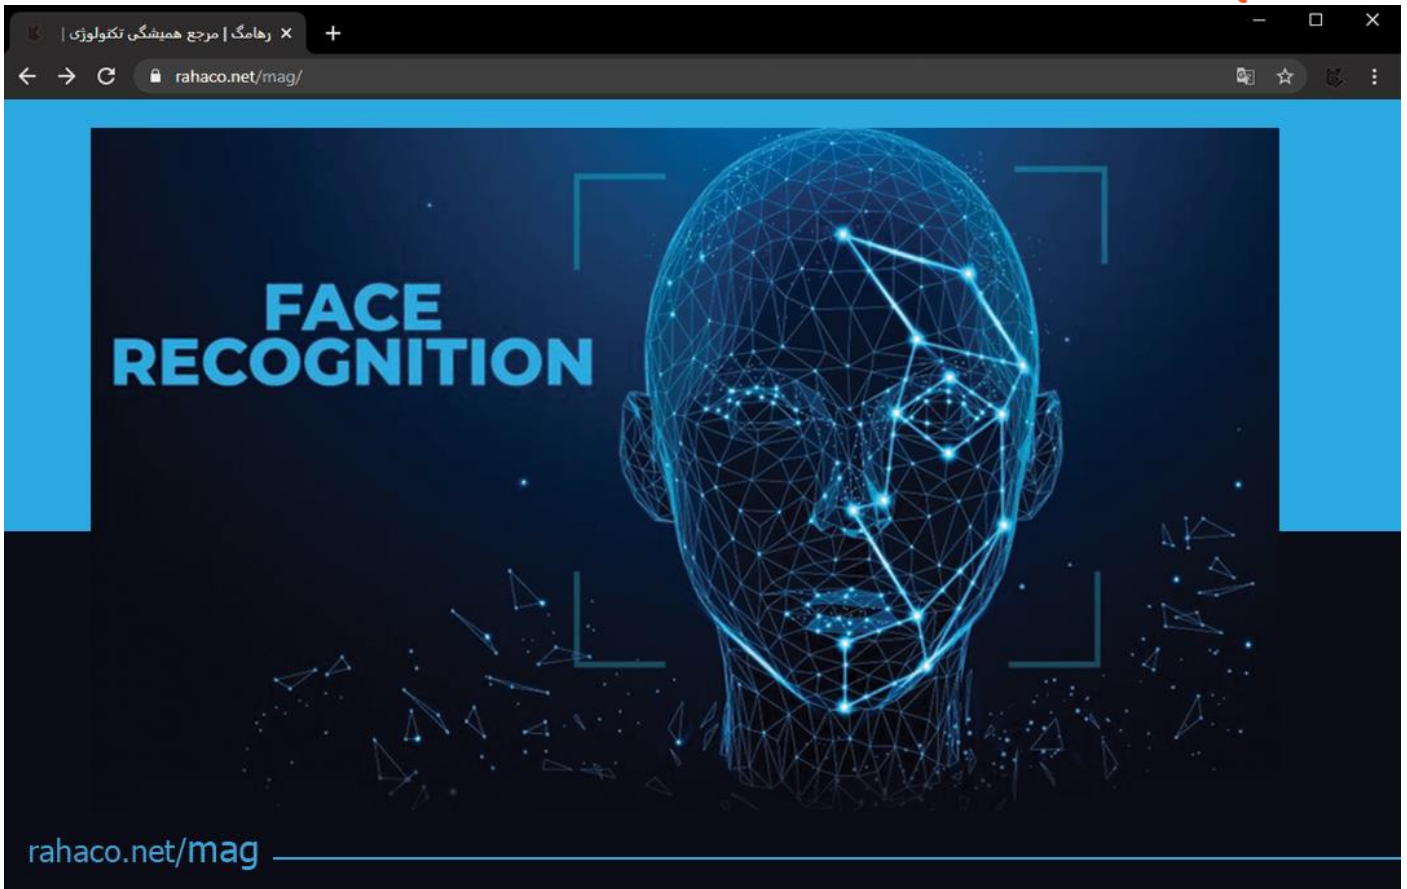 رهامگ | مرجع همیشگی تکنولوژی |
rahaco.net/mag/
FACE
RECOGNITION
rahaco.net/mag